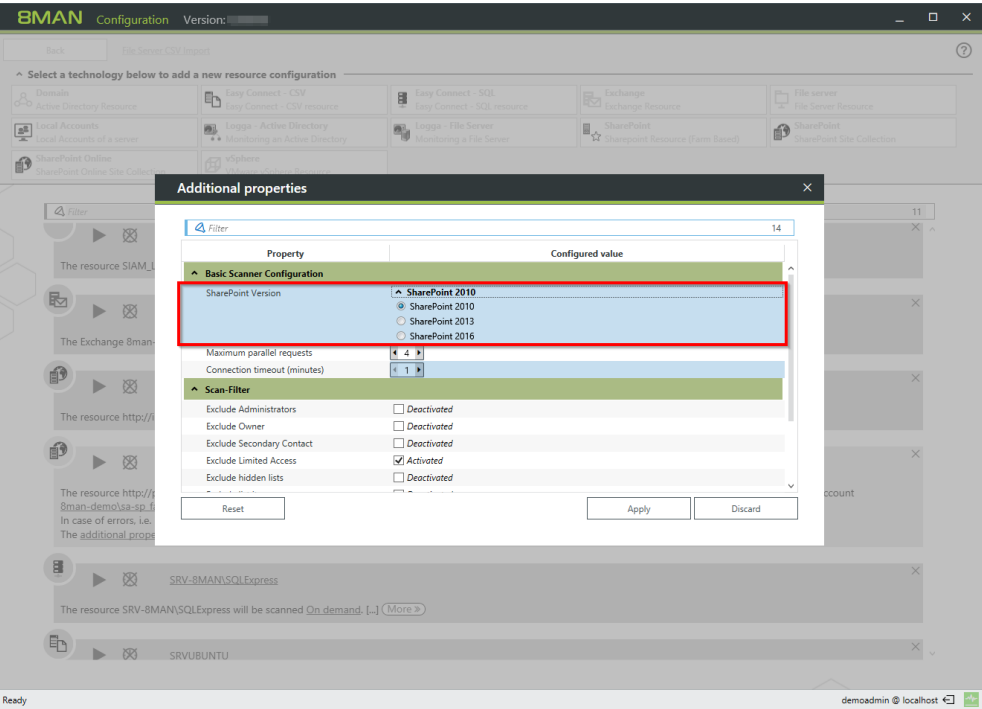 8MAN Configuration Version:
Back File Server CSV import
Select a technology below to add a new resource configuration
Domain
Active Directory Resource
Easy Connect - CSV
Easy Connect - CSV resource
Easy Connect - SQL
Easy Connect - SQL resource
Exchange
Exchange Resource
File server
File Server Resource
Local Accounts
Local Accounts of a server
Logga - Active Directory
Monitoring an Active Directory
Logga - File Server
Monitoring a File Server
SharePoint
Sharepoint Resource (Farm Based)
SharePoint
SharePoint Site Collection
SharePoint Online
SharePoint Online Site Collection
vSphere
VMware vSphere Resource
Additional properties
Filter 11
Filter 14
Property Configured value
Basic Scanner Configuration
SharePoint Version
SharePoint 2010
SharePoint 2010
SharePoint 2013
SharePoint 2016
Maximum parallel requests 4
Connection timeout (minutes) 1
Scan-Filter
Exclude Administrators Deactivated
Exclude Owner Deactivated
Exclude Secondary Contact Deactivated
Exclude Limited Access Activated
Exclude hidden lists Deactivated
Reset Apply Discard
The resource SIAM_
The Exchange 8man-
The resource http://
The resource http:// ccount
8man-demo\sa-sp_f
In case of errors, i.e.
The additional prope
SRV-8MAN\SQLExpress
The resource SRV-8MAN\SQLExpress will be scanned On demand. [...] More
SRVUBUNTU
Ready demoadmin @ localhost